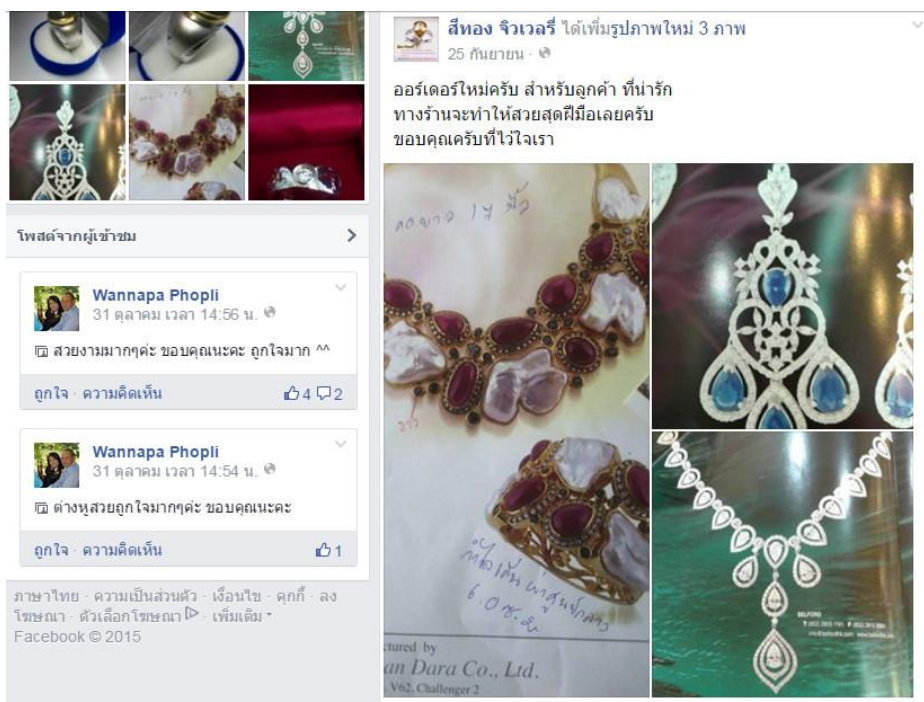 โพสต์จากผู้เข้าชม
Wannapa Phopli
31 ตุลาคม เวลา 14:56 น.
สวยงามมากๆค่ะ ขอบคุณนะคะ ถูกใจมาก ^^
ถูกใจ · ความคิดเห็น 4 2
Wannapa Phopli
31 ตุลาคม เวลา 14:54 น.
ต่างหูสวยถูกใจมากๆค่ะ ขอบคุณนะคะ
ถูกใจ · ความคิดเห็น 1
ภาษาไทย · ความเป็นส่วนตัว · เงื่อนไข · คุกกี้ · ลง
โฆษณา · ตัวเลือกโฆษณา · เพิ่มเติม
Facebook © 2015
สีทอง จิวเวลรี่ ได้เพิ่มรูปภาพใหม่ 3 ภาพ
25 กันยายน ·
ออร์เดอร์ใหม่ครับ สำหรับลูกค้า ที่น่ารัก
ทางร้านจะทำให้สวยสุดฝีมือเลยครับ
ขอบคุณครับที่ไว้ใจเรา
นิ้ว
ขาว
6.0 ซ.ม.
ctured by
an Dara Co., Ltd.
V62, Challenger 2
BELFORD